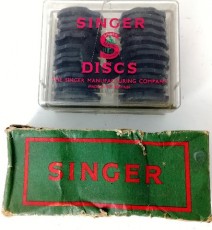 SINGER
S
DISCS
THE SINGER MANUFACTURING COMPANY
SINGER